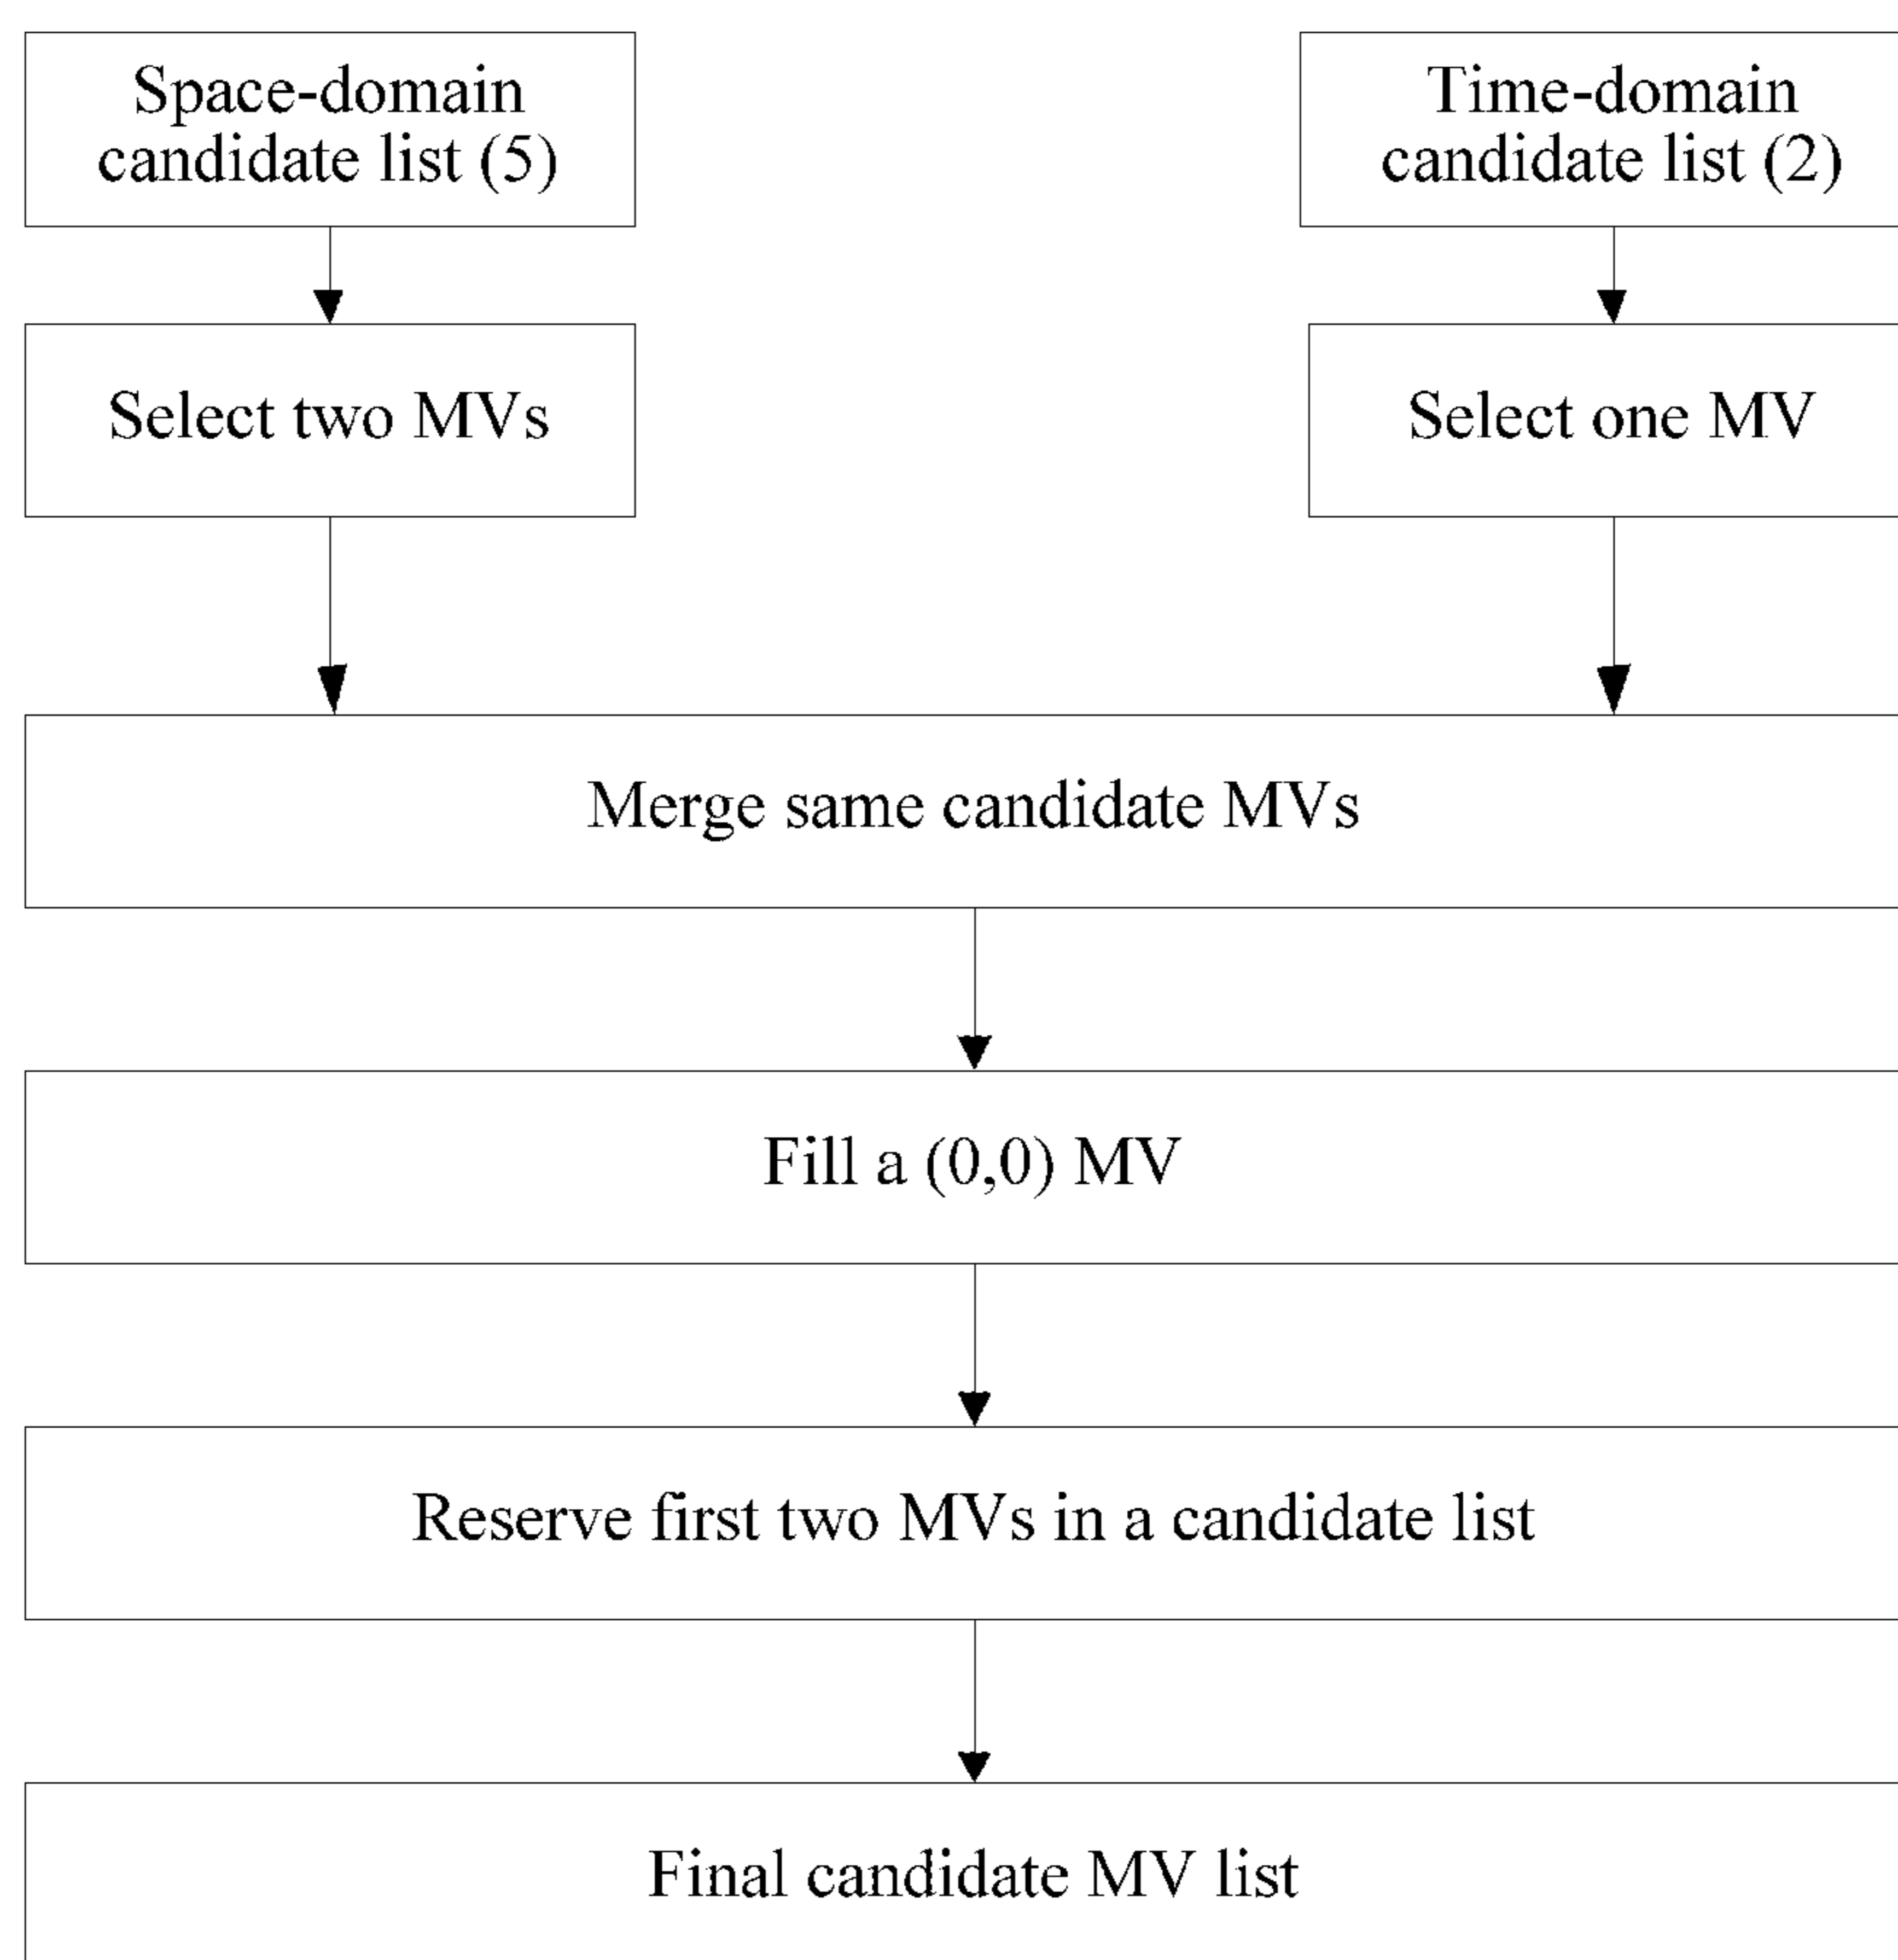 Space-domain
candidate list (5)
Time-domain
candidate list (2)
Select two MVs
Select one MV
Merge same candidate MVs
Fill a (0,0) MV
Reserve first two MVs in a candidate list
Final candidate MV list